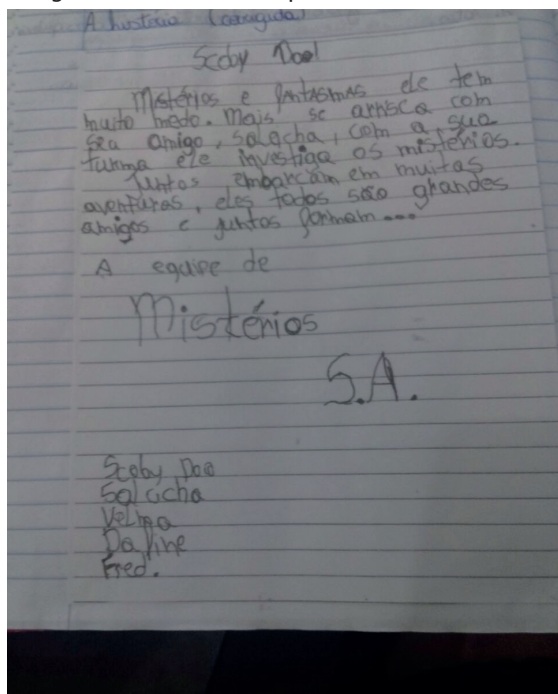 A história (corrigida)
Scoby Doo!
Mistérios e fantasmas ele tem
muito medo. Mais se arrisca com
seu amigo, Salcicha, com a sua
turma ele investiga os mistérios.
Juntos embarcam em muitas
aventuras, eles todos são grandes
amigos e juntos formam...
A equipe de
Mistérios
S.A.
Scoby Doo
Salcicha
Velma
Dafine
Fred.